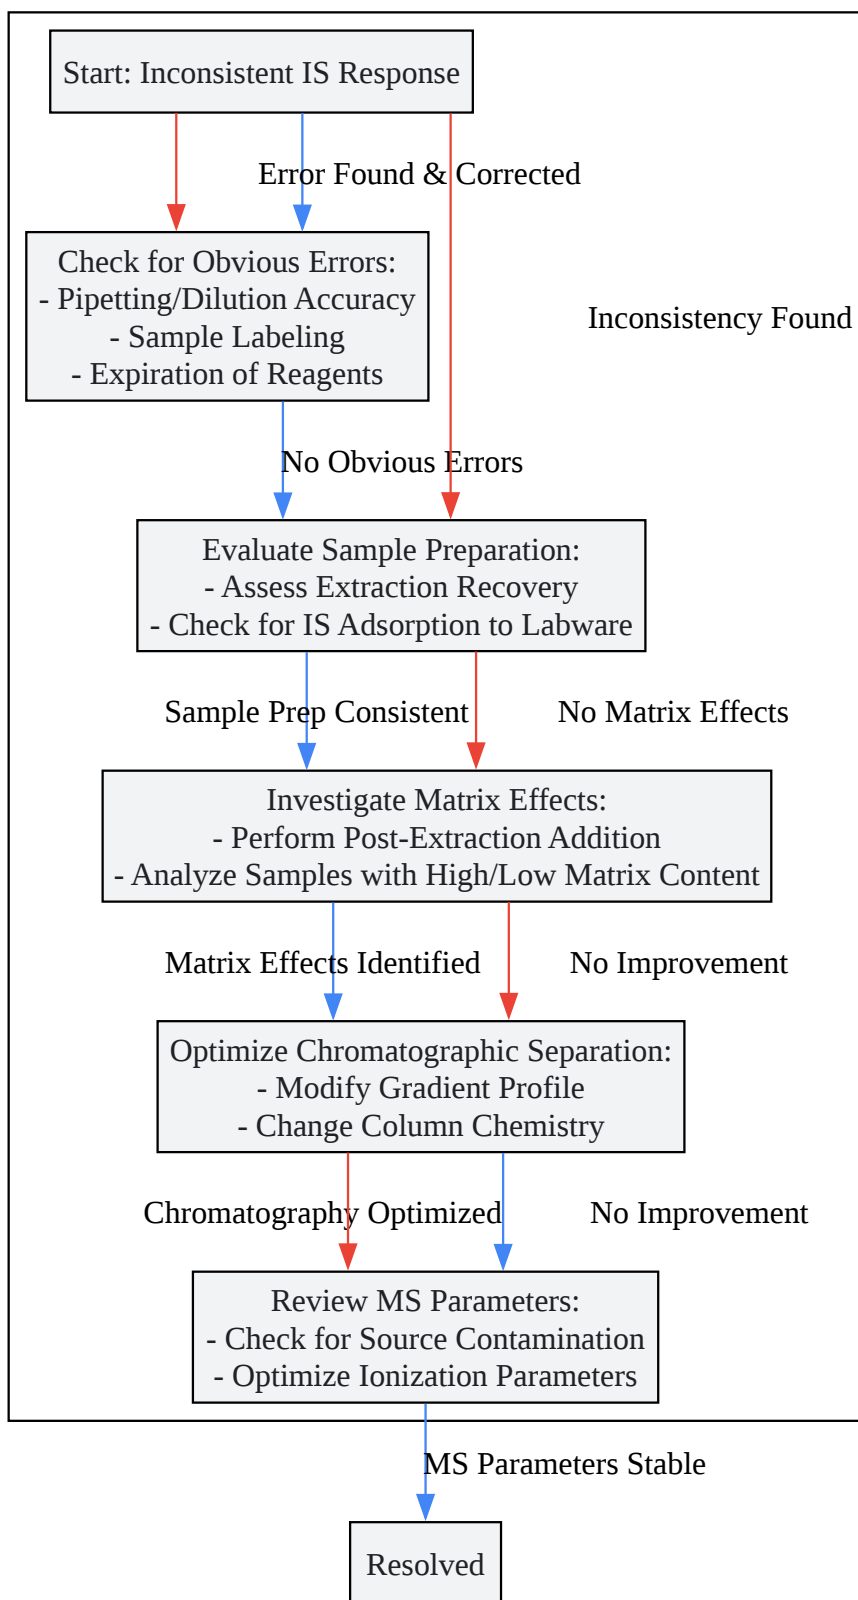 Start: Inconsistent IS Response
Error Found & Corrected
Check for Obvious Errors:
- Pipetting/Dilution Accuracy
- Sample Labeling
- Expiration of Reagents
Inconsistency Found
No Obvious Errors
Evaluate Sample Preparation:
- Assess Extraction Recovery
- Check for IS Adsorption to Labware
Sample Prep Consistent
No Matrix Effects
Investigate Matrix Effects:
- Perform Post-Extraction Addition
- Analyze Samples with High/Low Matrix Content
Matrix Effects Identified
No Improvement
Optimize Chromatographic Separation:
- Modify Gradient Profile
- Change Column Chemistry
Chromatography Optimized
No Improvement
Review MS Parameters:
- Check for Source Contamination
- Optimize Ionization Parameters
MS Parameters Stable
Resolved